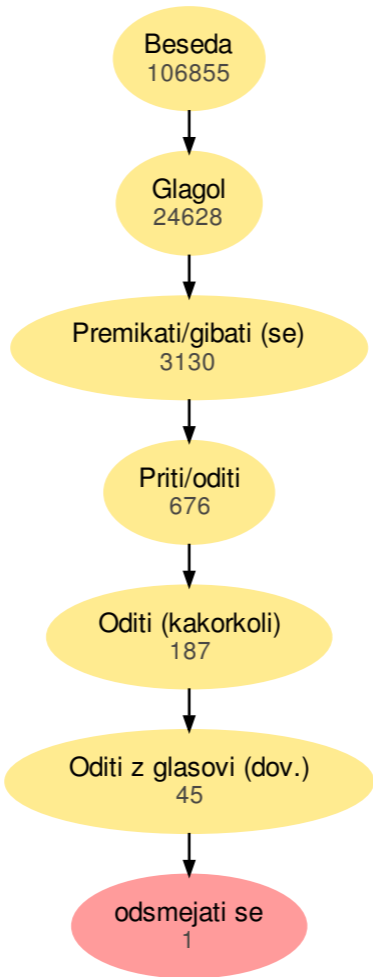 Beseda
106855
Glagol
24628
Premikati/gibati (se)
3130
Priti/oditi
676
Oditi (kakorkoli)
187
Oditi z glasovi (dov.)
45
odsmejati se
1